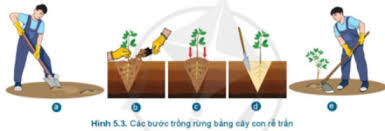 a b c d e
Hình 5.3. Các bước trồng rừng bằng cây con rễ trần